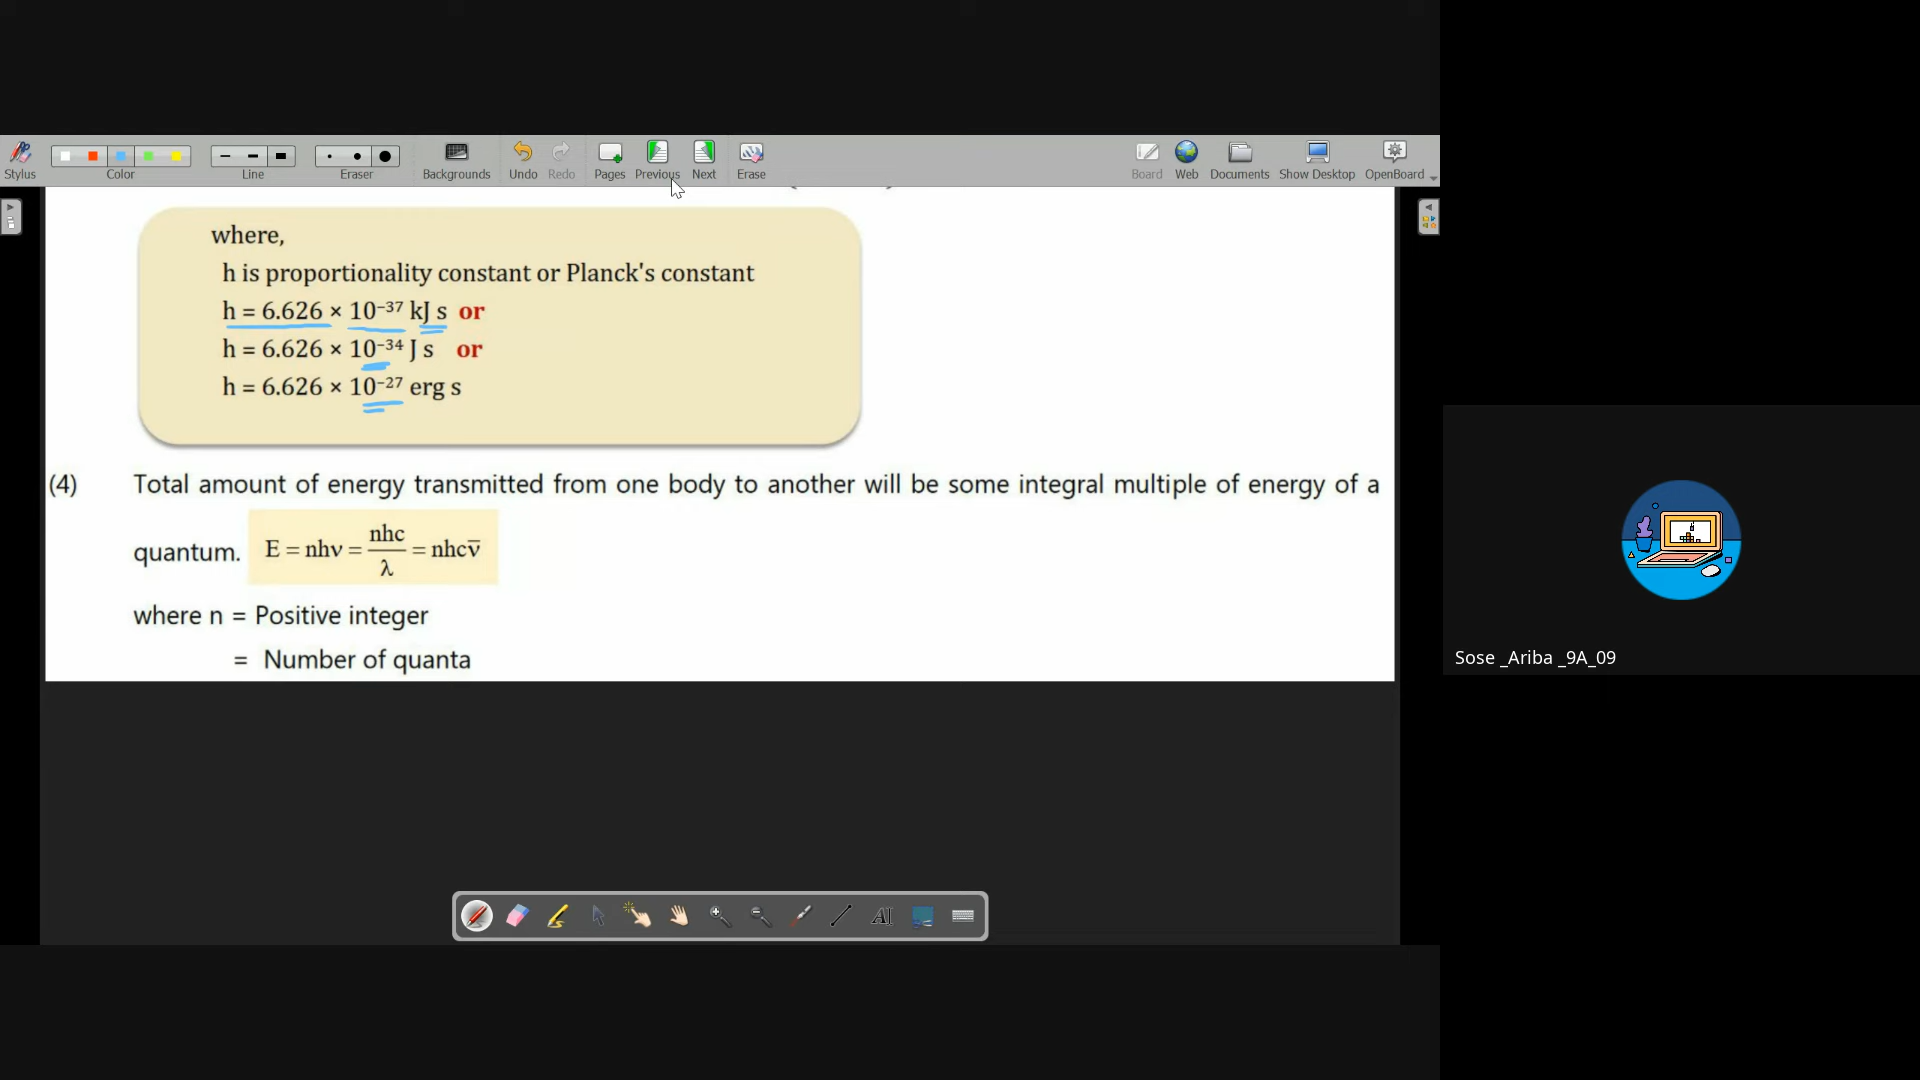 Stylus
Color
Line
Eraser
Backgrounds
Undo
Redo
Pages
Previous
Next
Erase
Board
Web
Documents
Show Desktop
OpenBoard
where,
h is proportionality constant or Planck's constant
h = 6.626 × 10⁻³⁷ kJ s or
h = 6.626 × 10⁻³⁴ J s or
h = 6.626 × 10⁻²⁷ erg s
(4) Total amount of energy transmitted from one body to another will be some integral multiple of energy of a
quantum. E = nhν = nhc/λ = nhcν̅
where n = Positive integer
= Number of quanta
Sose _Ariba _9A_09